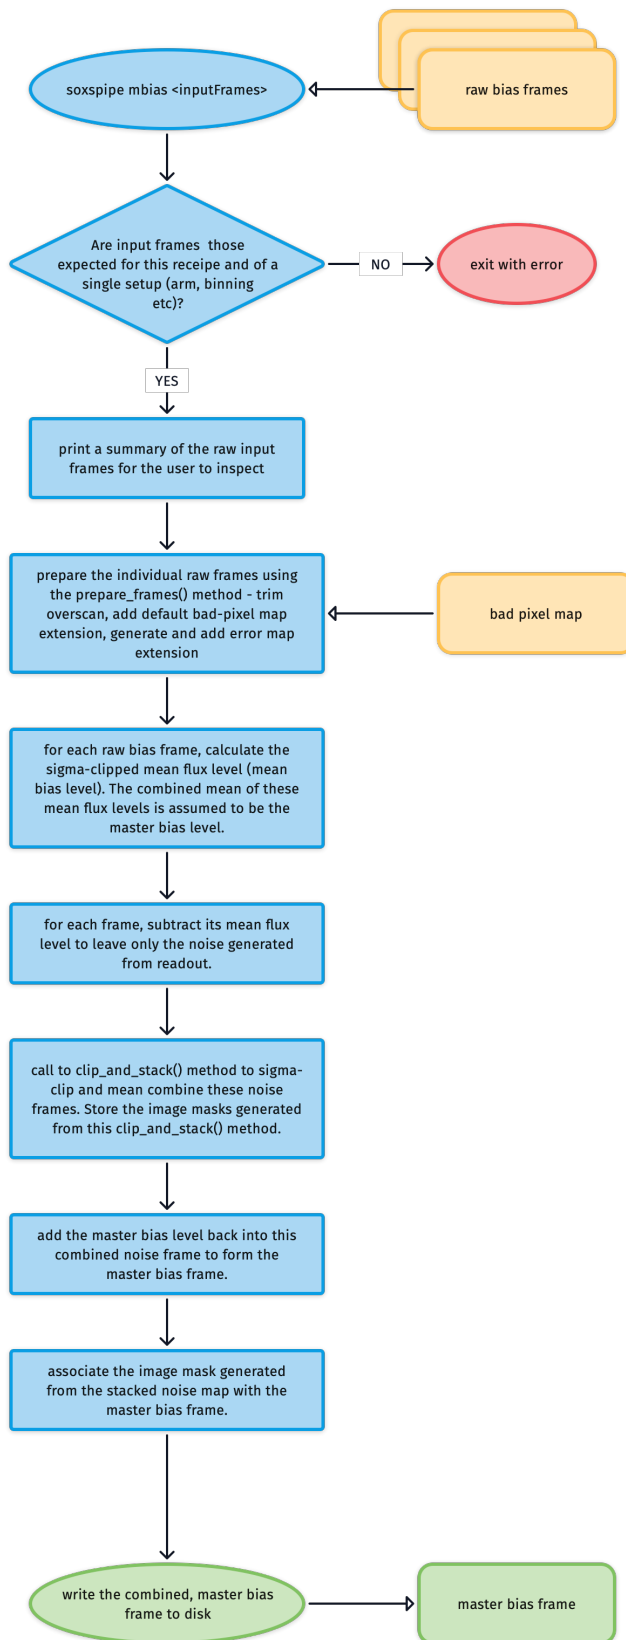 soxspipe mbias <inputFrames>
raw bias frames
Are input frames those
expected for this receipe and of a
single setup (arm, binning
etc)?
NO
exit with error
YES
print a summary of the raw input
frames for the user to inspect
prepare the individual raw frames using
the prepare_frames() method - trim
overscan, add default bad-pixel map
extension, generate and add error map
extension
bad pixel map
for each raw bias frame, calculate the
sigma-clipped mean flux level (mean
bias level). The combined mean of these
mean flux levels is assumed to be the
master bias level.
for each frame, subtract its mean flux
level to leave only the noise generated
from readout.
call to clip_and_stack() method to sigma-
clip and mean combine these noise
frames. Store the image masks generated
from this clip_and_stack() method.
add the master bias level back into this
combined noise frame to form the
master bias frame.
associate the image mask generated
from the stacked noise map with the
master bias frame.
write the combined, master bias
frame to disk
master bias frame